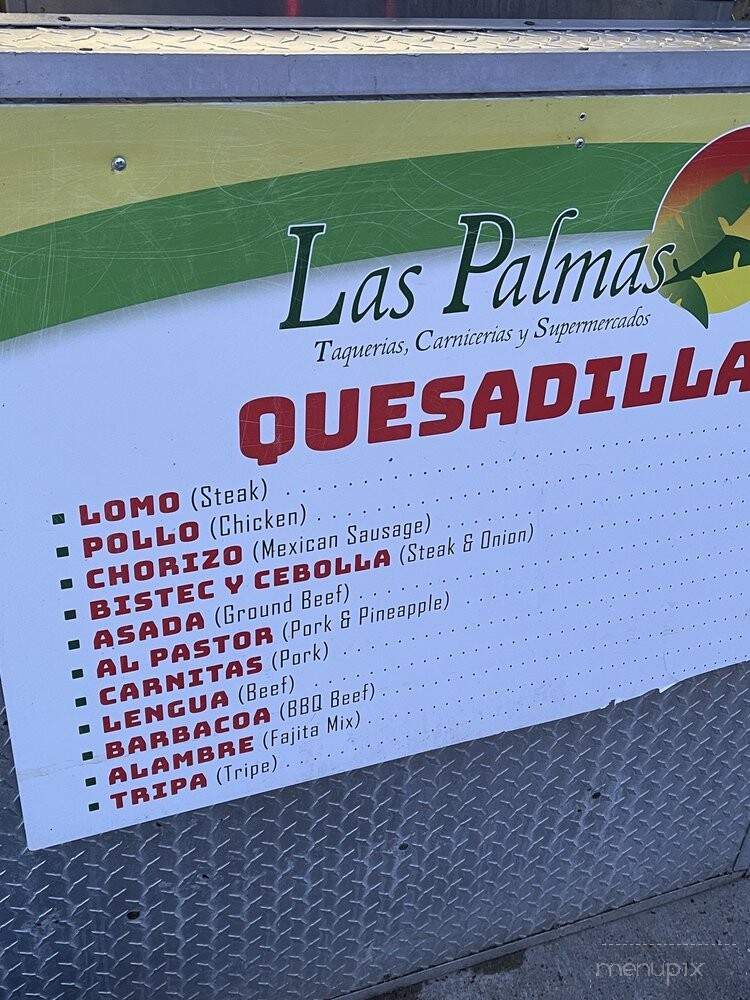 Las Palmas
Taquerias, Carnicerias y Supermercados
QUESADILLA
LOMO (Steak)
POLLO (Chicken)
CHORIZO (Mexican Sausage)
BISTEC Y CEBOLLA (Steak & Onion)
ASADA (Ground Beef)
AL PASTOR (Pork & Pineapple)
CARNITAS (Pork)
LENGUA (Beef)
BARBACOA (BBQ Beef)
ALAMBRE (Fajita Mix)
TRIPA (Tripe)
menupix